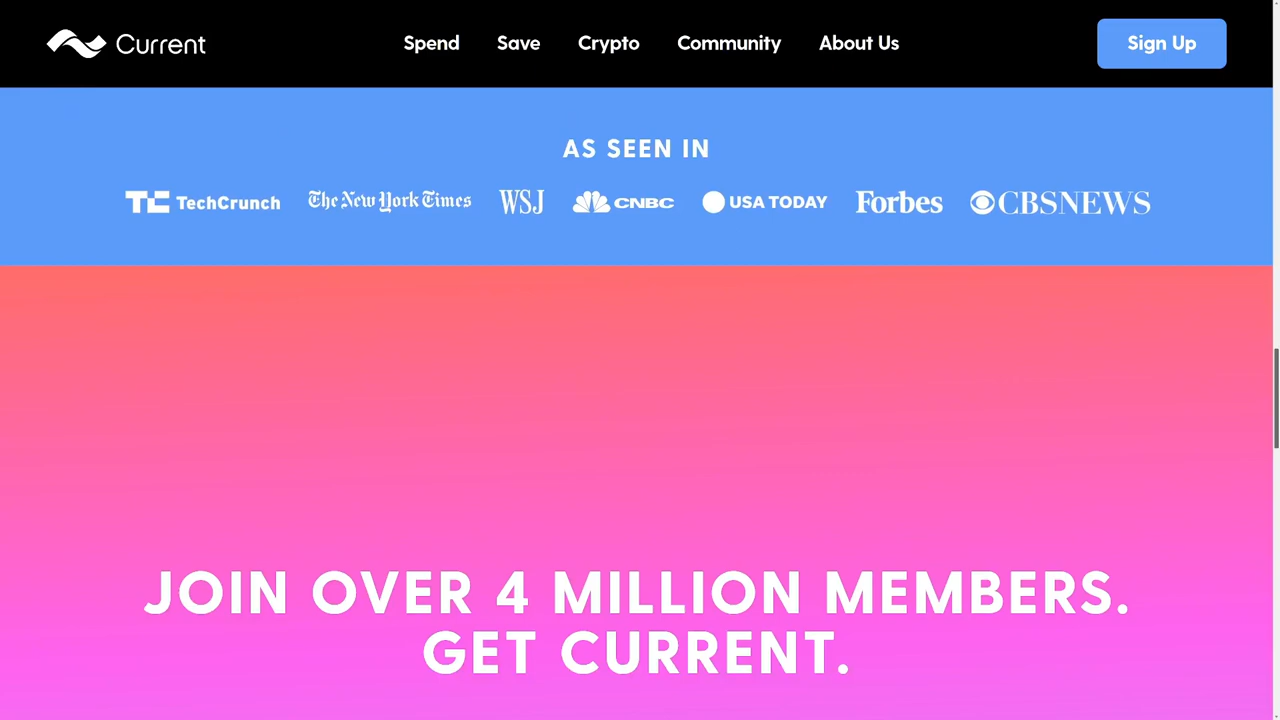 Current
Spend Save Crypto Community About Us
Sign Up
AS SEEN IN
TC TechCrunch The New York Times WSJ CNBC USA TODAY Forbes CBSNEWS
JOIN OVER 4 MILLION MEMBERS.
GET CURRENT.